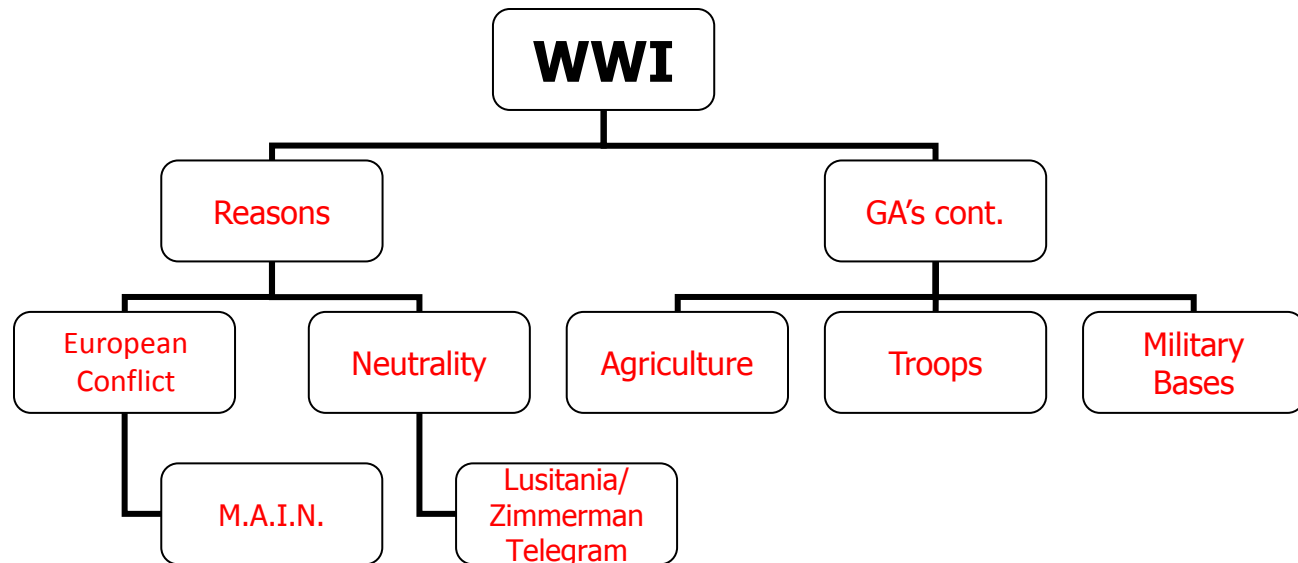 WWI
Reasons
GA's cont.
European
Conflict
Neutrality
Agriculture
Troops
Military
Bases
M.A.I.N.
Lusitania/
Zimmerman
Telegram